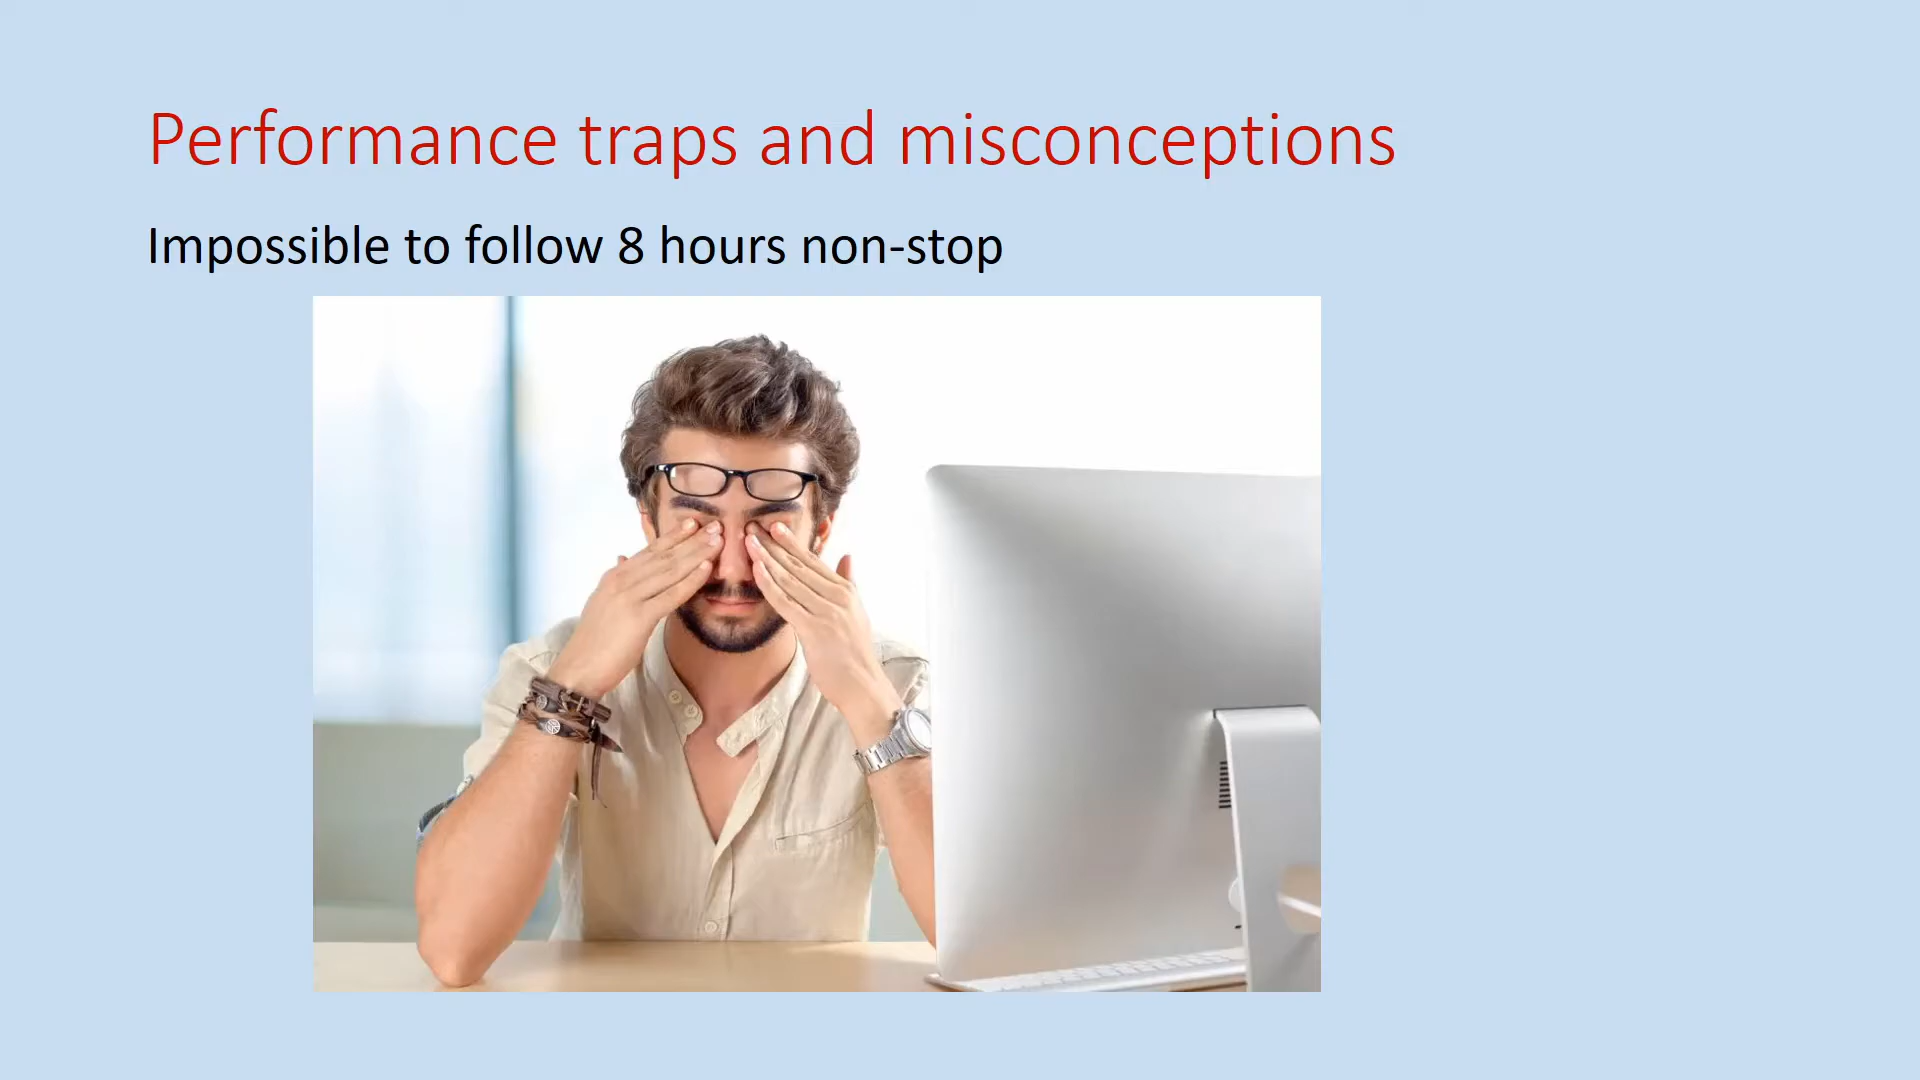 Performance traps and misconceptions
Impossible to follow 8 hours non-stop